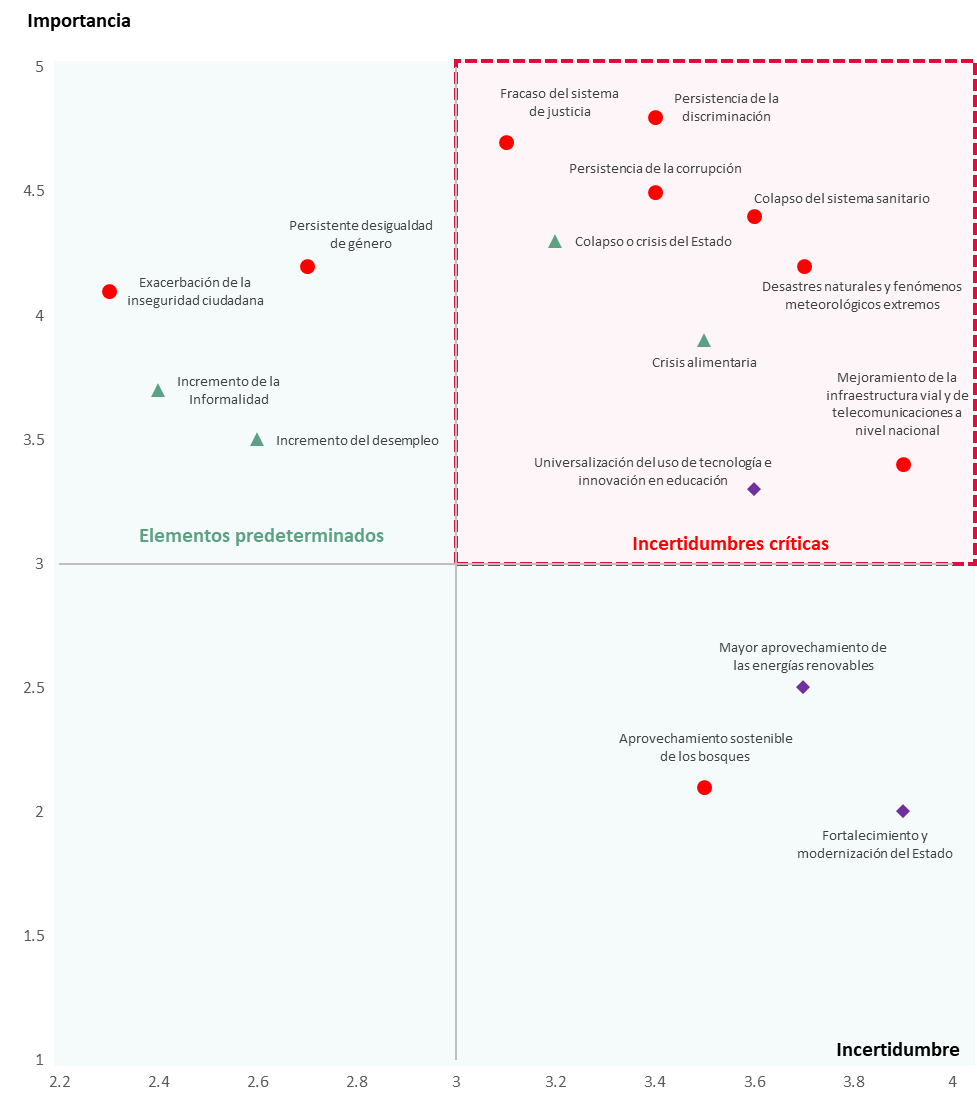 Importancia
5
Fracaso del sistema
de justicia
Persistencia de la
discriminación
Persistencia de la corrupción
4.5
Colapso del sistema sanitario
Persistente desigualdad
de género
Colapso o crisis del Estado
Exacerbación de la
inseguridad ciudadana
Desastres naturales y fenómenos
meteorológicos extremos
4
Crisis alimentaria
Incremento de la
Informalidad
Mejoramiento de la
infraestructura vial y de
telecomunicaciones a
nivel nacional
3.5
Incremento del desempleo
Universalización del uso de tecnología e
innovación en educación
Elementos predeterminados
Incertidumbres críticas
3
Mayor aprovechamiento de
las energías renovables
2.5
Aprovechamiento sostenible
de los bosques
2
Fortalecimiento y
modernización del Estado
1.5
Incertidumbre
1
2.2 2.4 2.6 2.8 3 3.2 3.4 3.6 3.8 4